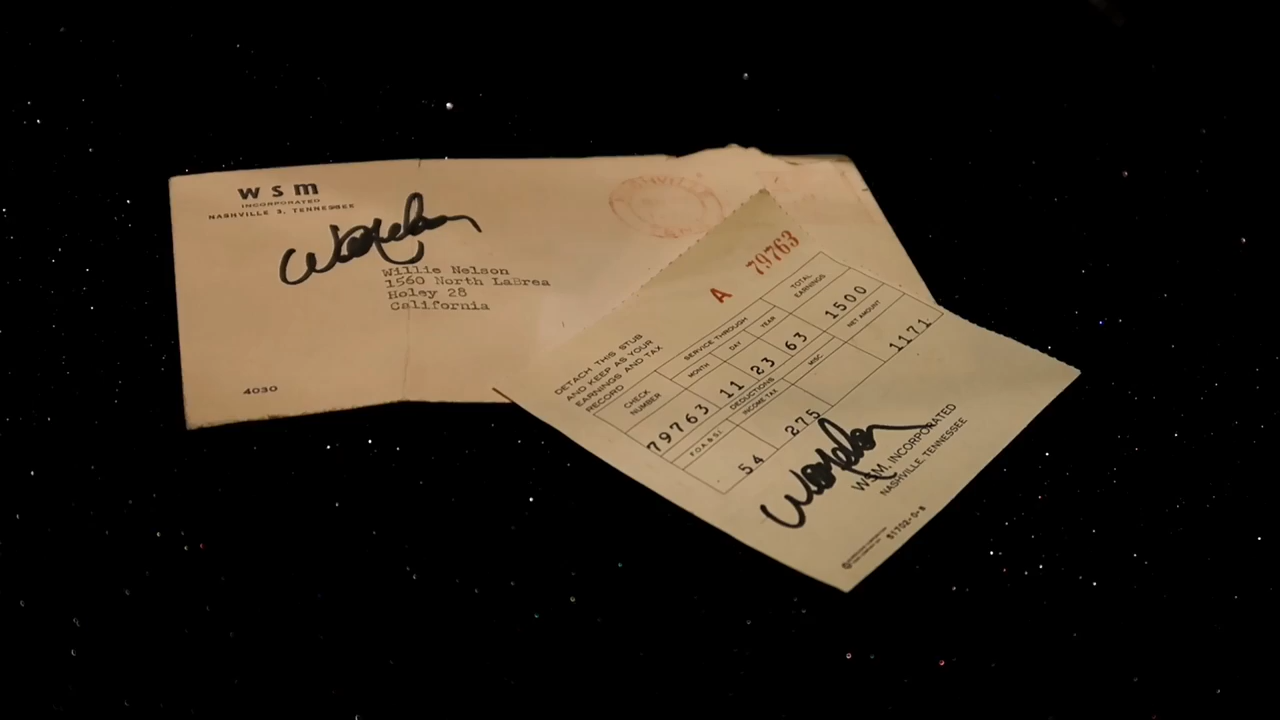 wsm
INCORPORATED
NASHVILLE 3, TENNESSEE
Willie Nelson
1560 North LaBrea
Holey 28
California
4030
NASHVILLE
79763
A
DETACH THIS STUB
AND KEEP AS YOUR
EARNINGS AND TAX
RECORD
CHECK NUMBER
SERVICE THROUGH
MONTH DAY YEAR
TOTAL EARNINGS
79763 11 23 63 1500
DEDUCTIONS
F.O.A.B.S.I. INCOME TAX MISC. NET AMOUNT
54 275 1171
WSM, INCORPORATED
NASHVILLE, TENNESSEE